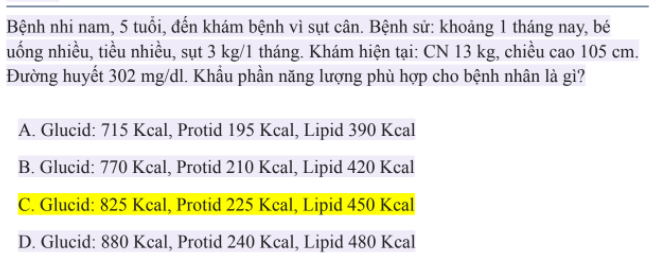 Bệnh nhi nam, 5 tuổi, đến khám bệnh vì sụt cân. Bệnh sử: khoảng 1 tháng nay, bé
uống nhiều, tiểu nhiều, sụt 3 kg/1 tháng. Khám hiện tại: CN 13 kg, chiều cao 105 cm.
Đường huyết 302 mg/dl. Khẩu phần năng lượng phù hợp cho bệnh nhân là gì?
A. Glucid: 715 Kcal, Protid 195 Kcal, Lipid 390 Kcal
B. Glucid: 770 Kcal, Protid 210 Kcal, Lipid 420 Kcal
C. Glucid: 825 Kcal, Protid 225 Kcal, Lipid 450 Kcal
D. Glucid: 880 Kcal, Protid 240 Kcal, Lipid 480 Kcal